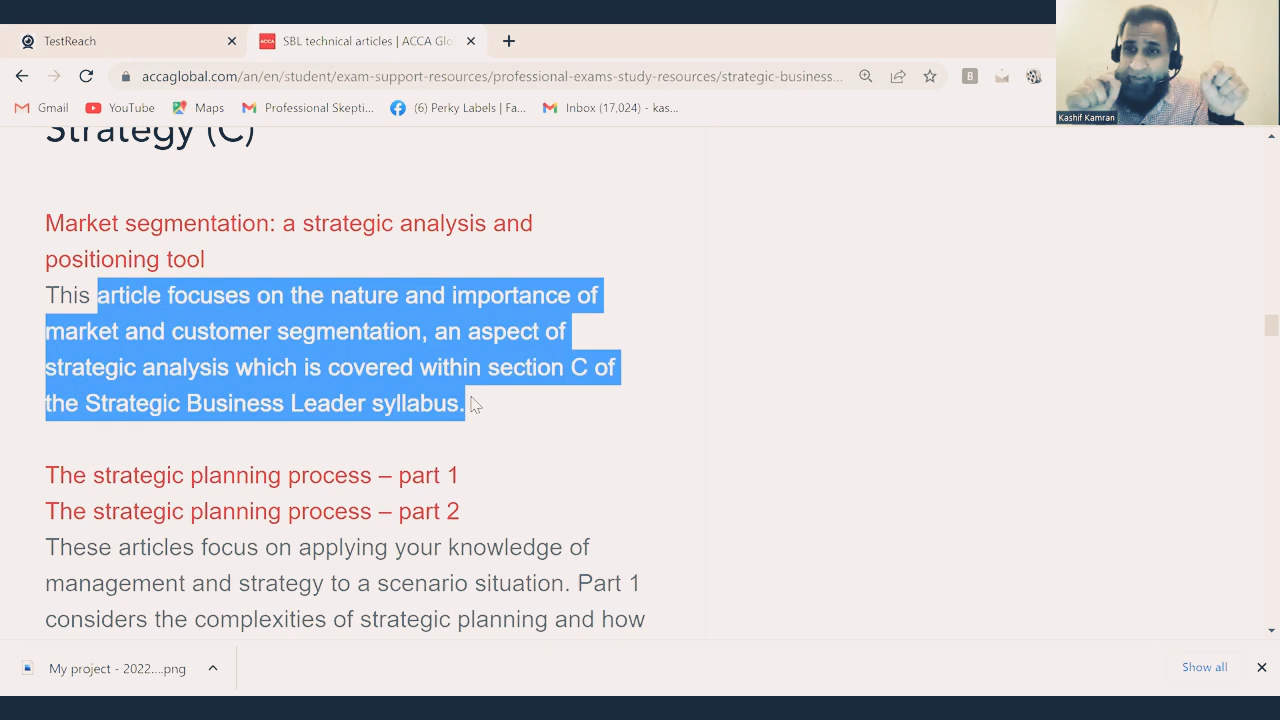 TestReach
SBL technical articles | ACCA Glo
accaglobal.com/an/en/student/exam-support-resources/professional-exams-study-resources/strategic-business...
Gmail
YouTube
Maps
Professional Skepti...
(6) Perky Labels | Fa...
Inbox (17,024) - kas...
B
ACCA
Kashif Kamran
Strategy (C)
Market segmentation: a strategic analysis and
positioning tool
This article focuses on the nature and importance of
market and customer segmentation, an aspect of
strategic analysis which is covered within section C of
the Strategic Business Leader syllabus.
The strategic planning process – part 1
The strategic planning process – part 2
These articles focus on applying your knowledge of
management and strategy to a scenario situation. Part 1
considers the complexities of strategic planning and how
My project - 2022....png
Show all